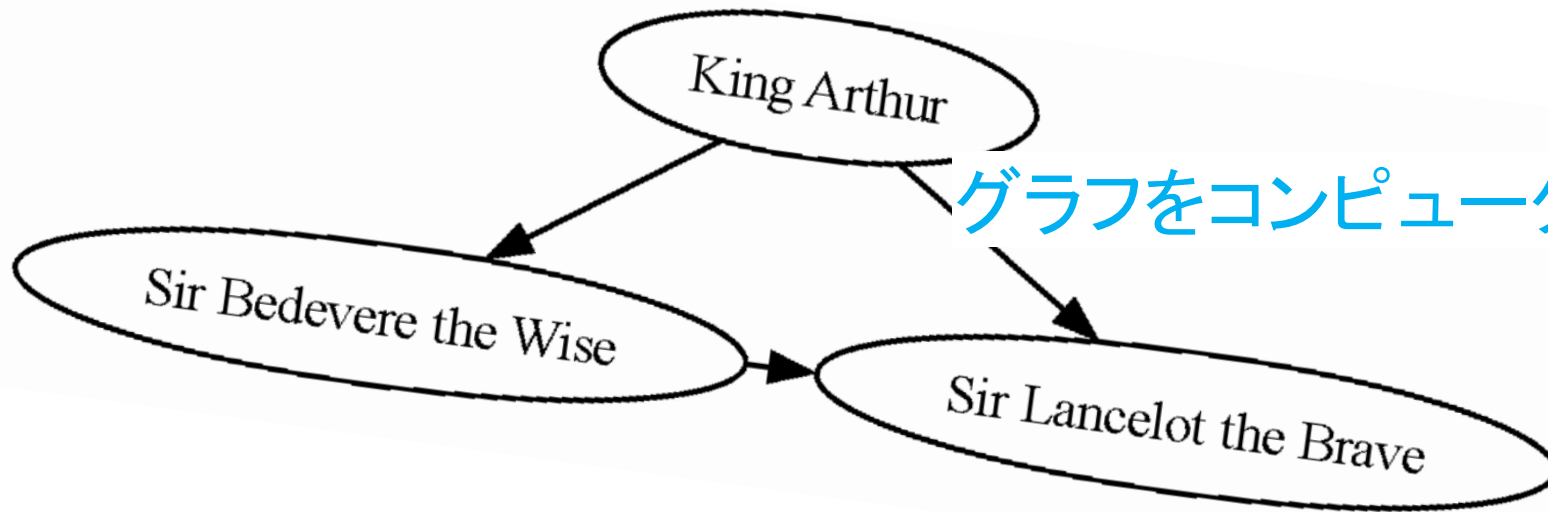 King Arthur
グラフをコンピュータ
Sir Bedevere the Wise
Sir Lancelot the Brave